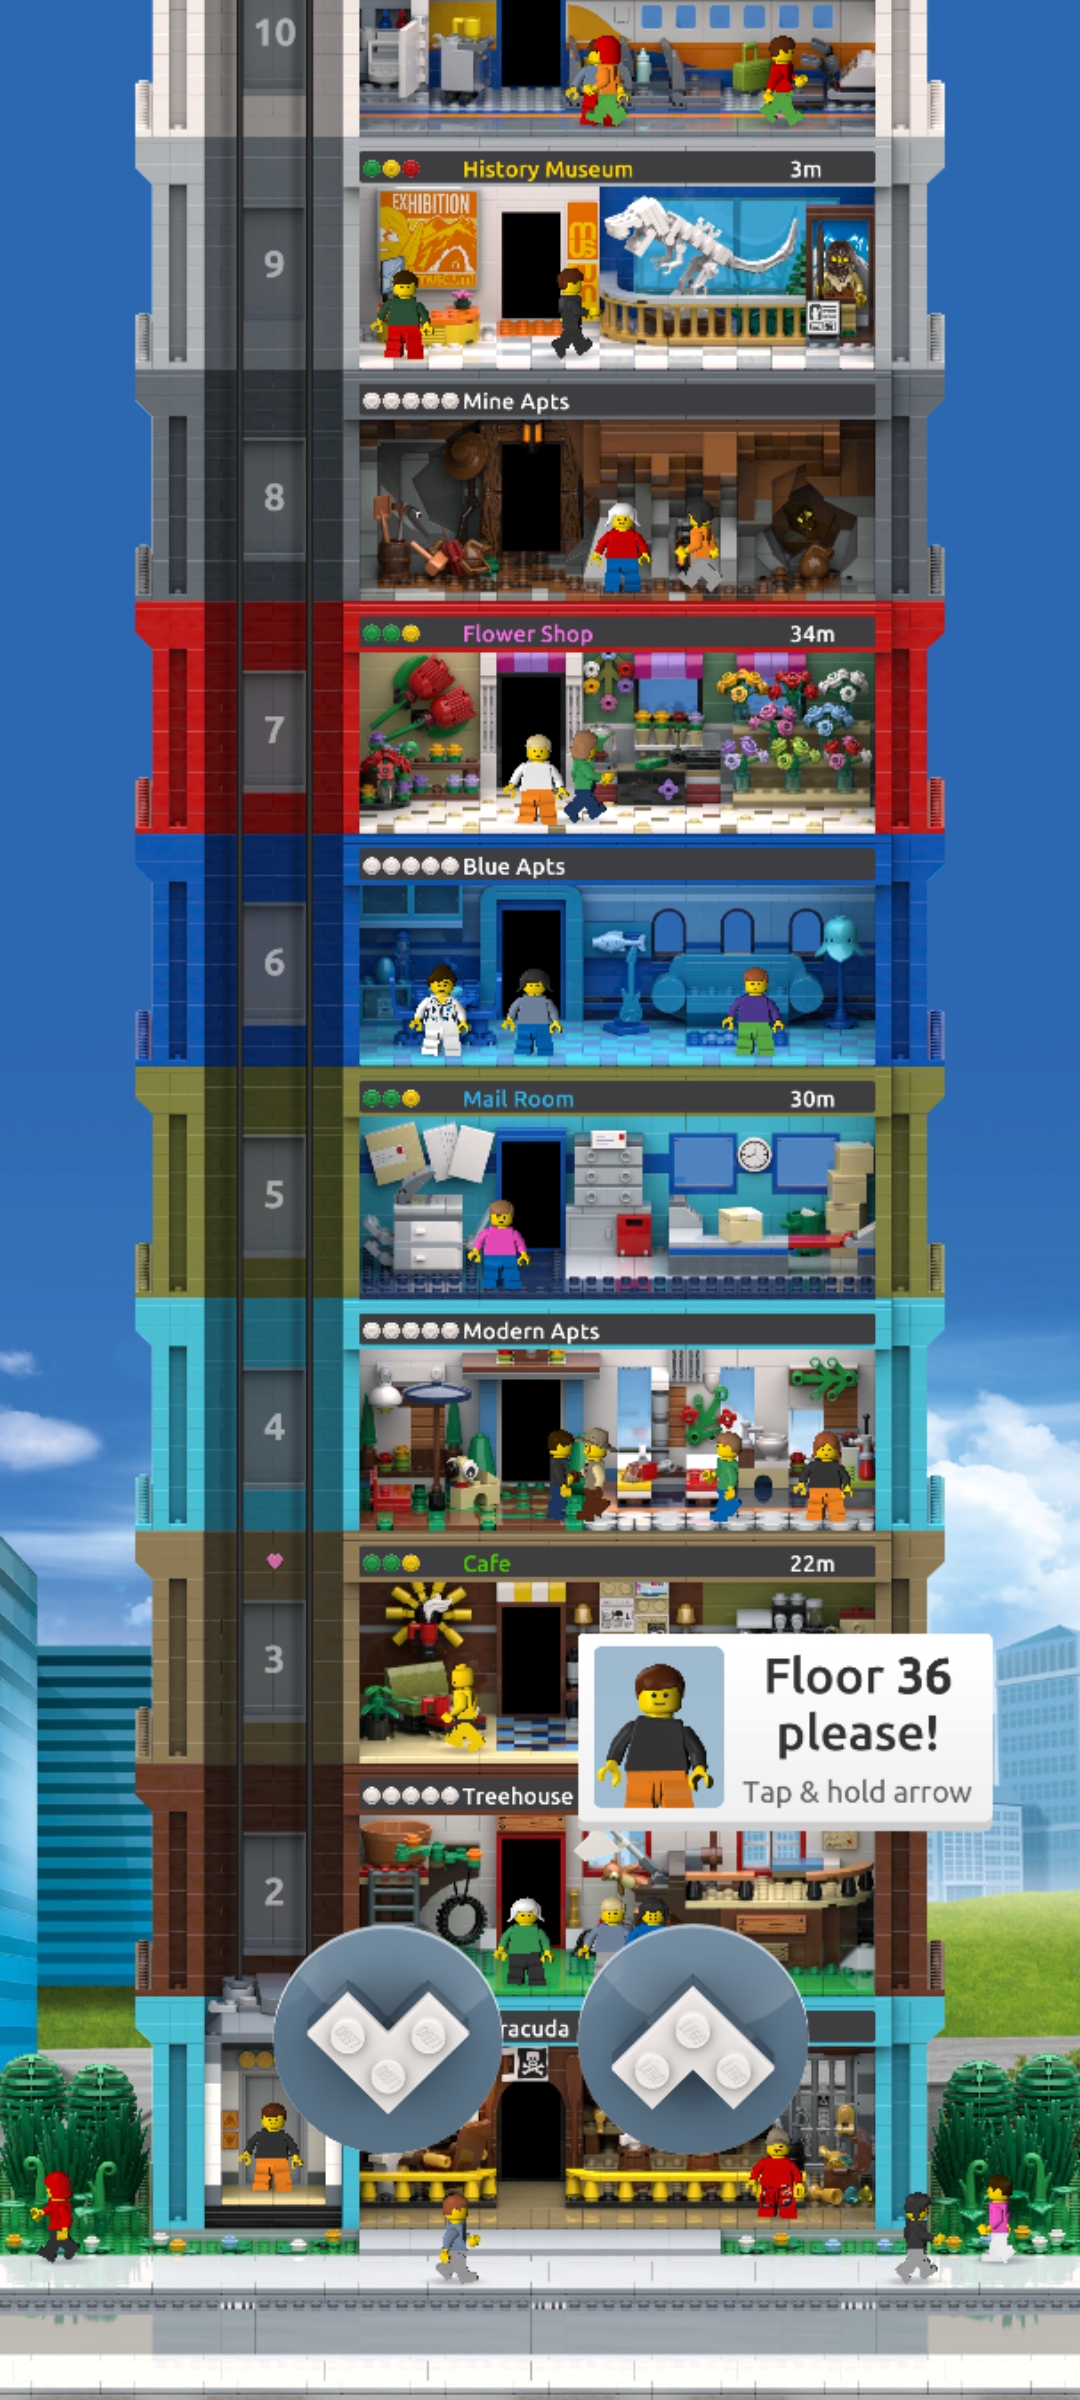 10
History Museum 3m
EXHIBITION
museum!
9
Mine Apts
8
Flower Shop 34m
7
Blue Apts
6
Mail Room 30m
5
Modern Apts
4
Cafe 22m
3
Floor 36
please!
Tap & hold arrow
Treehouse
2
racuda